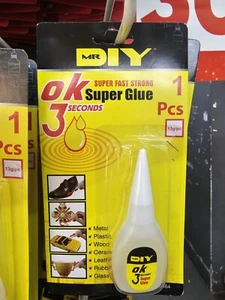 MR
DIY
SUPER FAST STRONG
ok
Super Glue
3
SECONDS
1
Pcs
1
Pcs
Metal
Plastic
Wood
Leather
Rubber
Glass
DIY
ok
3
Super
Glue